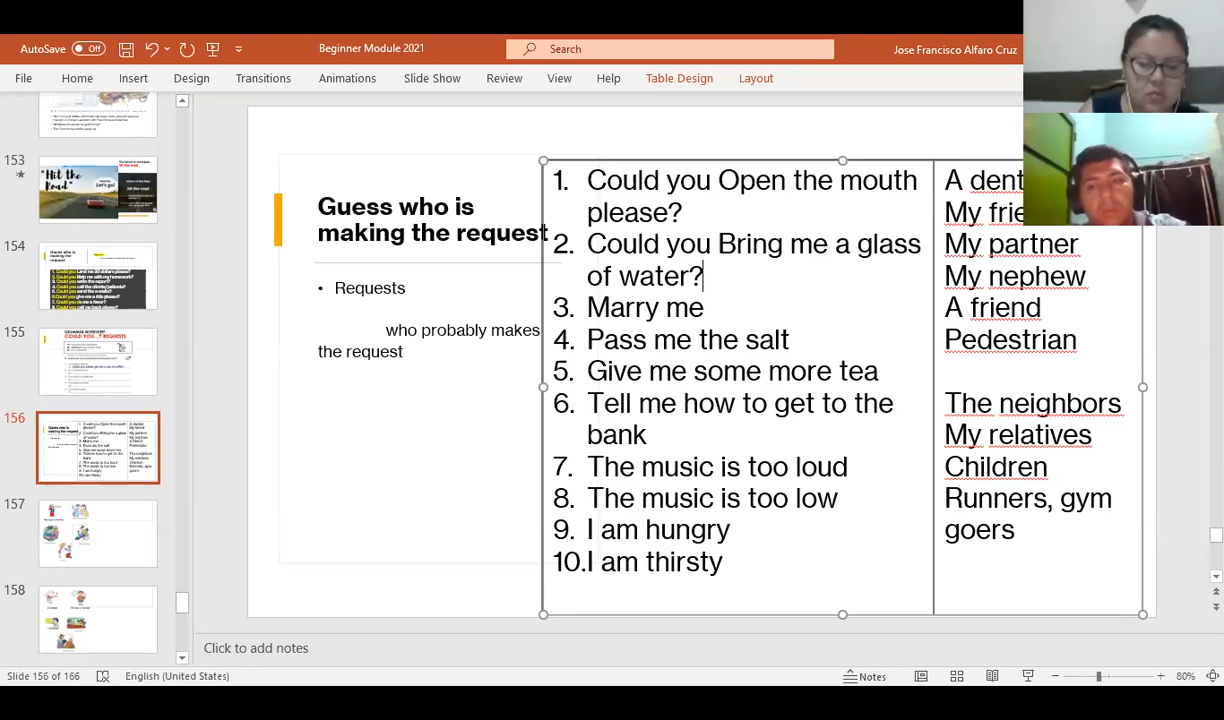 AutoSave Off
Beginner Module 2021
Search
Jose Francisco Alfaro Cruz
File Home Insert Design Transitions Animations Slide Show Review View Help Table Design Layout
153
"Hit the
Road"
154
155
156
157
158
Guess who is
making the request
• Requests
who probably makes
the request
1. Could you Open the mouth
please?
2. Could you Bring me a glass
of water?
3. Marry me
4. Pass me the salt
5. Give me some more tea
6. Tell me how to get to the
bank
7. The music is too loud
8. The music is too low
9. I am hungry
10.I am thirsty
A dent
My frie
My partner
My nephew
A friend
Pedestrian
The neighbors
My relatives
Children
Runners, gym
goers
Click to add notes
Slide 156 of 166
English (United States)
Notes
80%